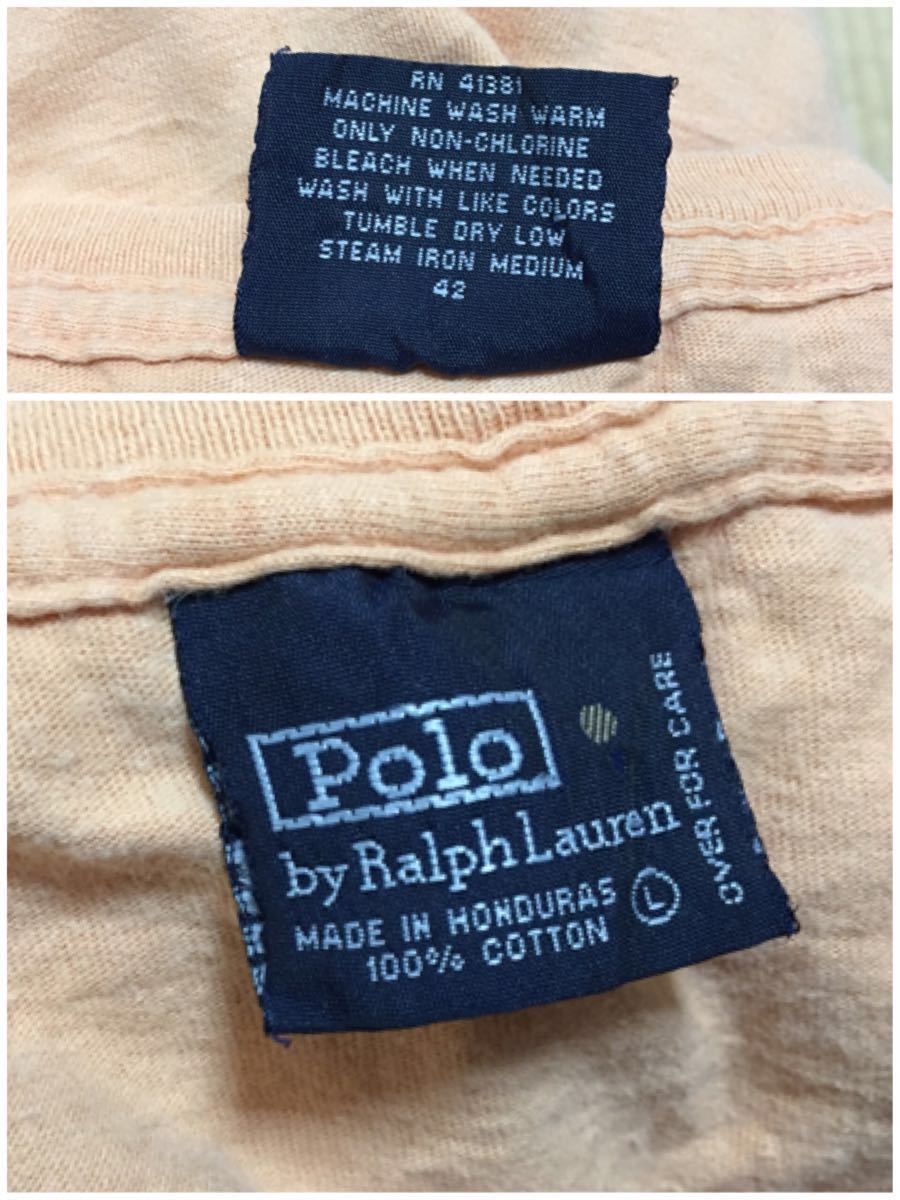 RN 41381
MACHINE WASH WARM
ONLY NON-CHLORINE
BLEACH WHEN NEEDED
WASH WITH LIKE COLORS
TUMBLE DRY LOW
STEAM IRON MEDIUM
42
Polo
by Ralph Lauren
MADE IN HONDURAS
100% COTTON
L
OVER FOR CARE